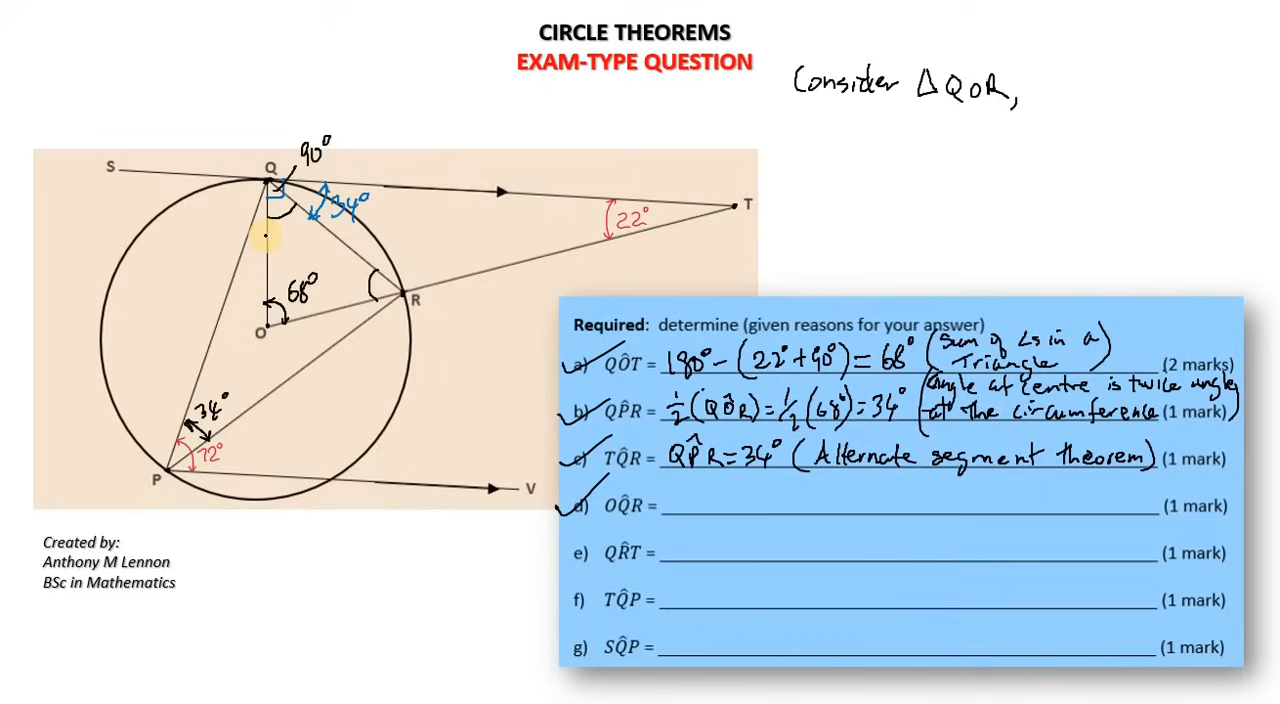 CIRCLE THEOREMS
EXAM-TYPE QUESTION
Consider ΔQOR,
90°
S
Q
34°
T
22°
68°
R
O
34°
72°
P
V
Required: determine (given reasons for your answer)
a) QÔT = 180° - (22° + 90°) = 68° (sum of ∠s in a Triangle) (2 marks)
b) QP̂R = 1/2 (QÔR) = 1/2 (68°) = 34° (angle at centre is twice angle at the circumference) (1 mark)
c) TQ̂R = QP̂R = 34° (Alternate segment theorem) (1 mark)
d) OQ̂R = (1 mark)
e) QR̂T = (1 mark)
f) TQ̂P = (1 mark)
g) SQ̂P = (1 mark)
Created by:
Anthony M Lennon
BSc in Mathematics